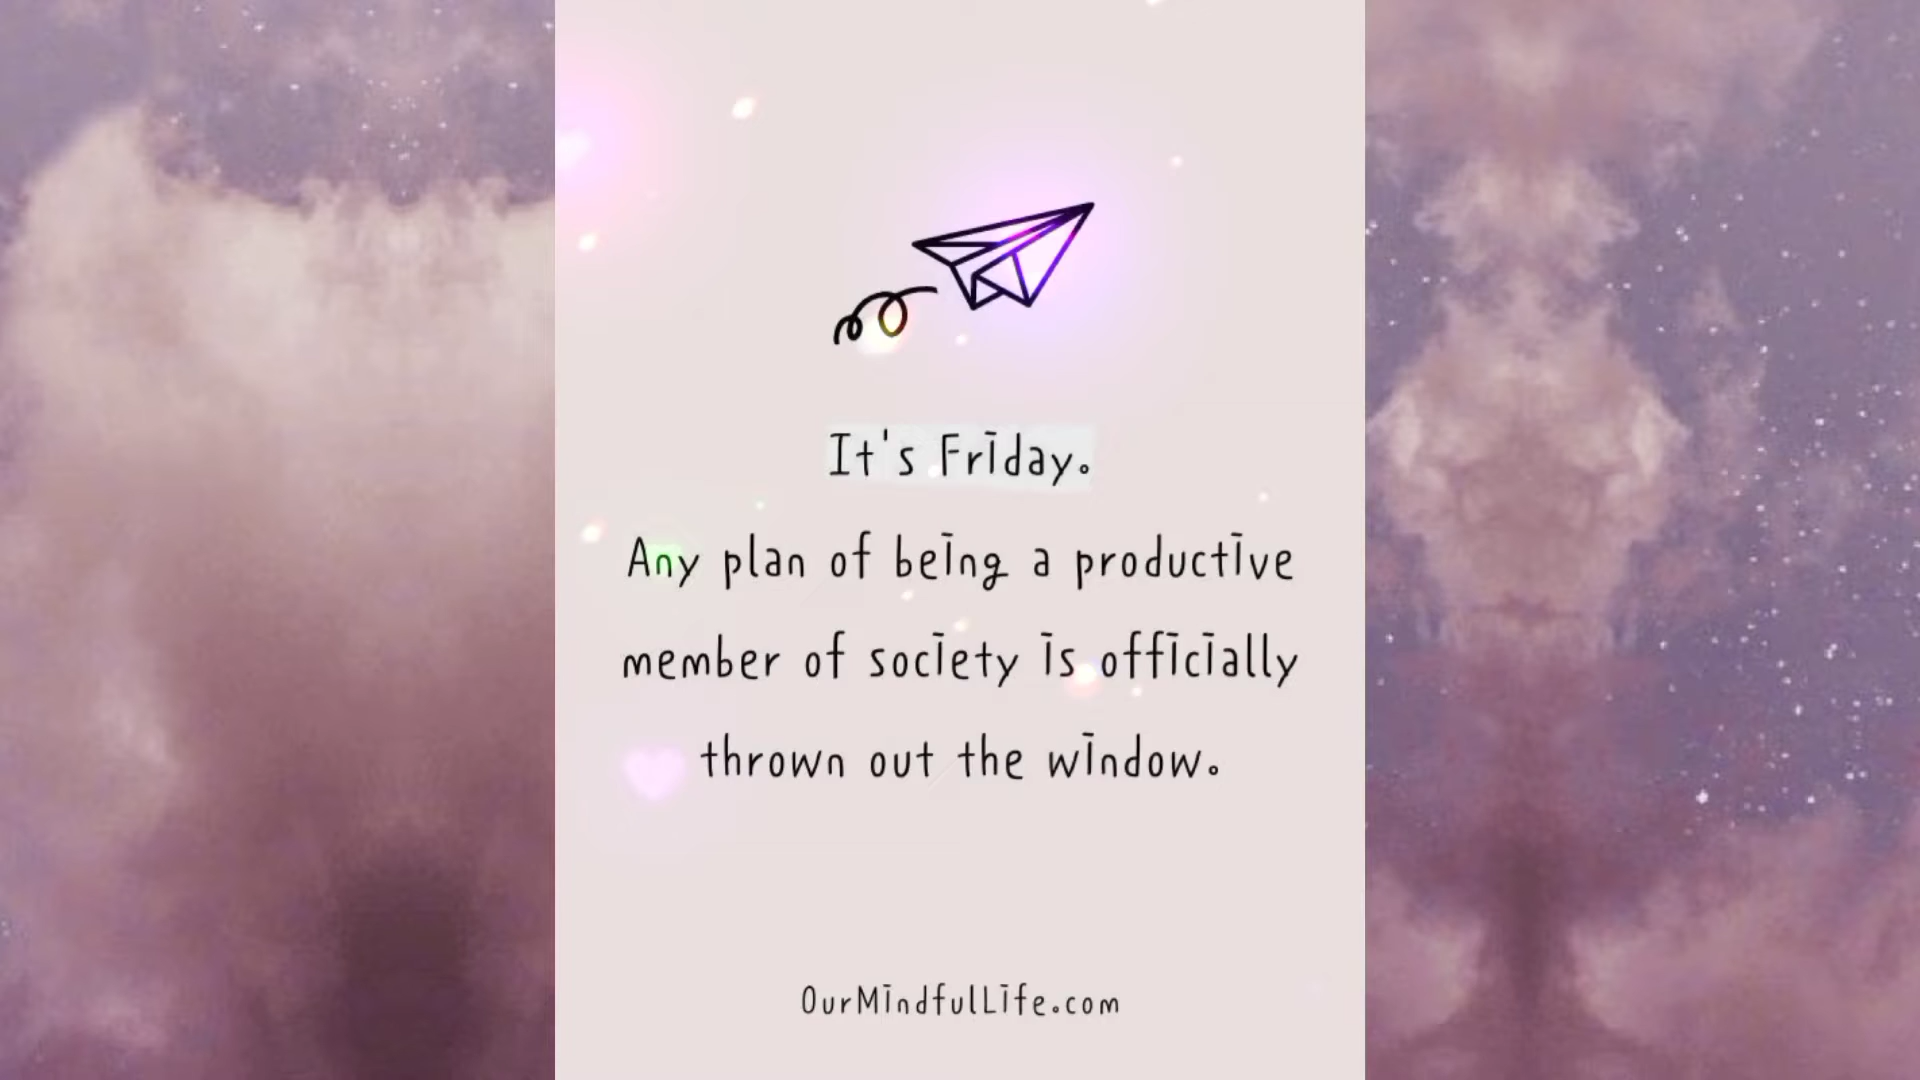 It's Friday.
Any plan of being a productive
member of society is officially
thrown out the window.
OurMindfulLife.com